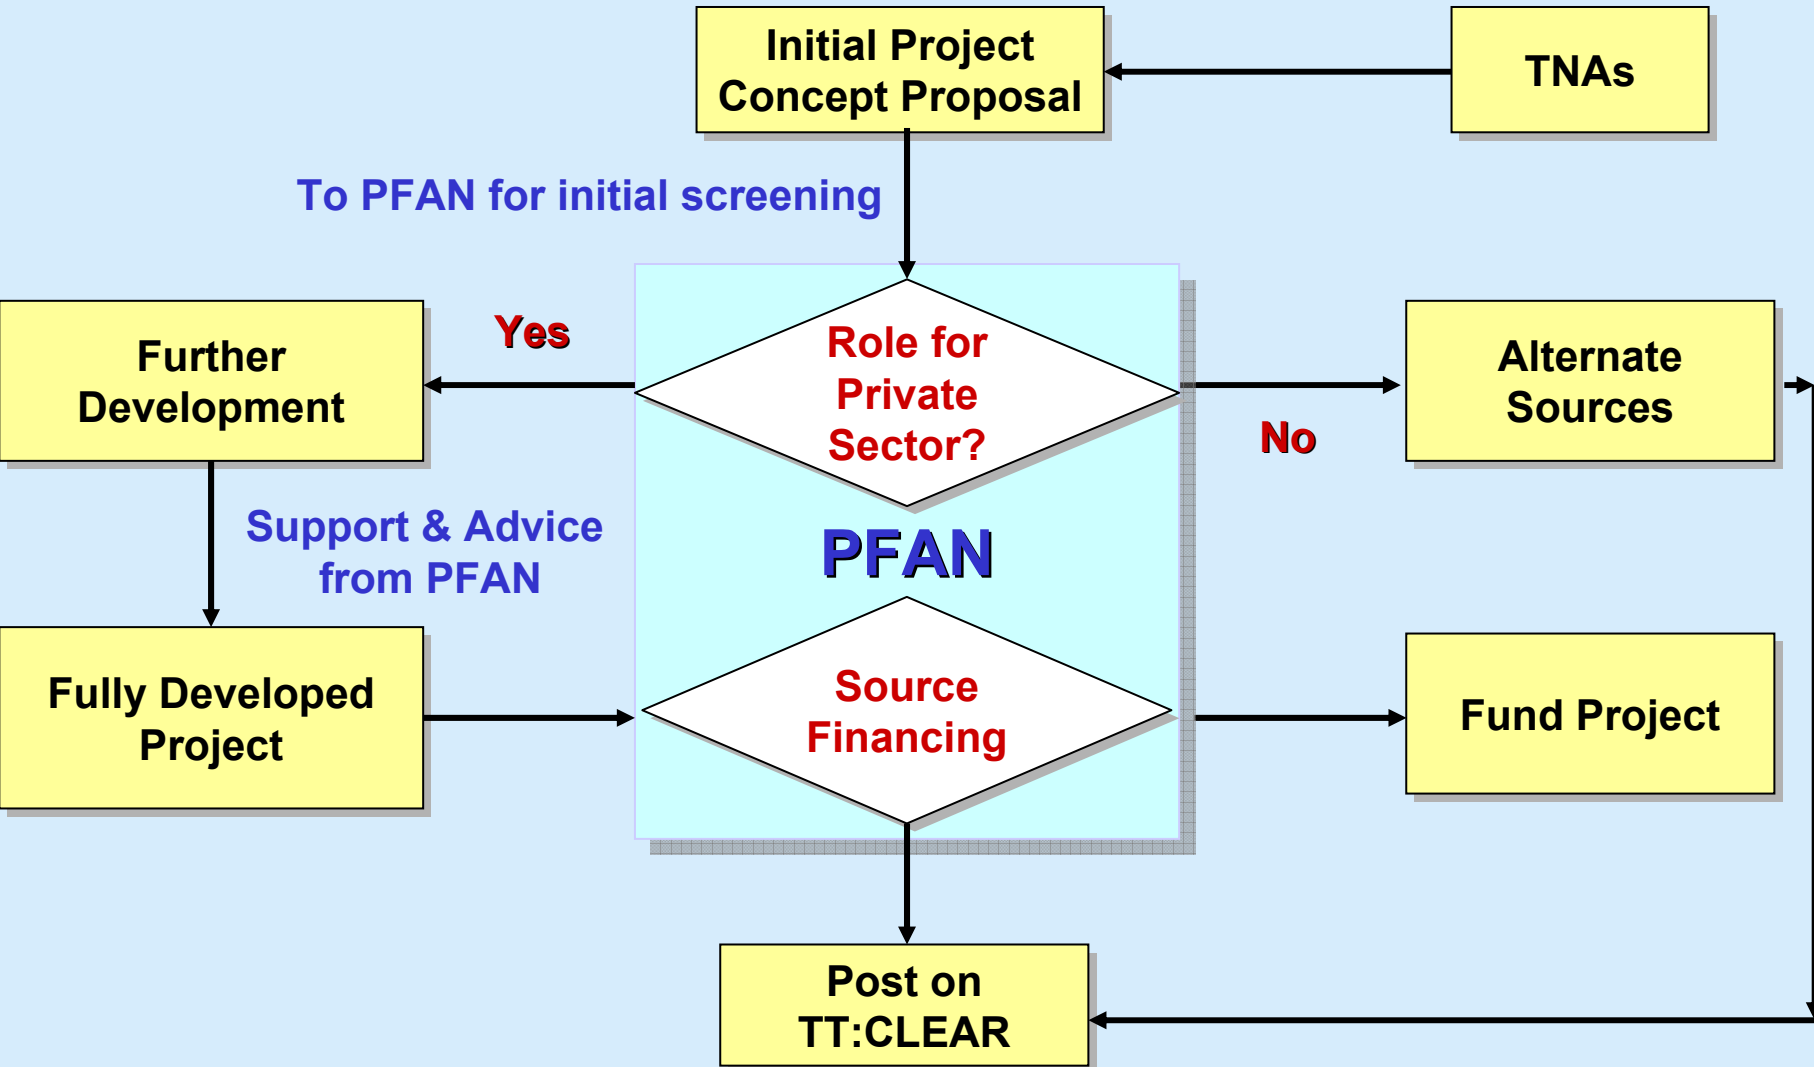 Initial Project
Concept Proposal
TNAs
To PFAN for initial screening
Yes
Further
Development
Role for
Private
Sector?
No
Alternate
Sources
Support & Advice
from PFAN
PFAN
Fully Developed
Project
Source
Financing
Fund Project
Post on
TT:CLEAR